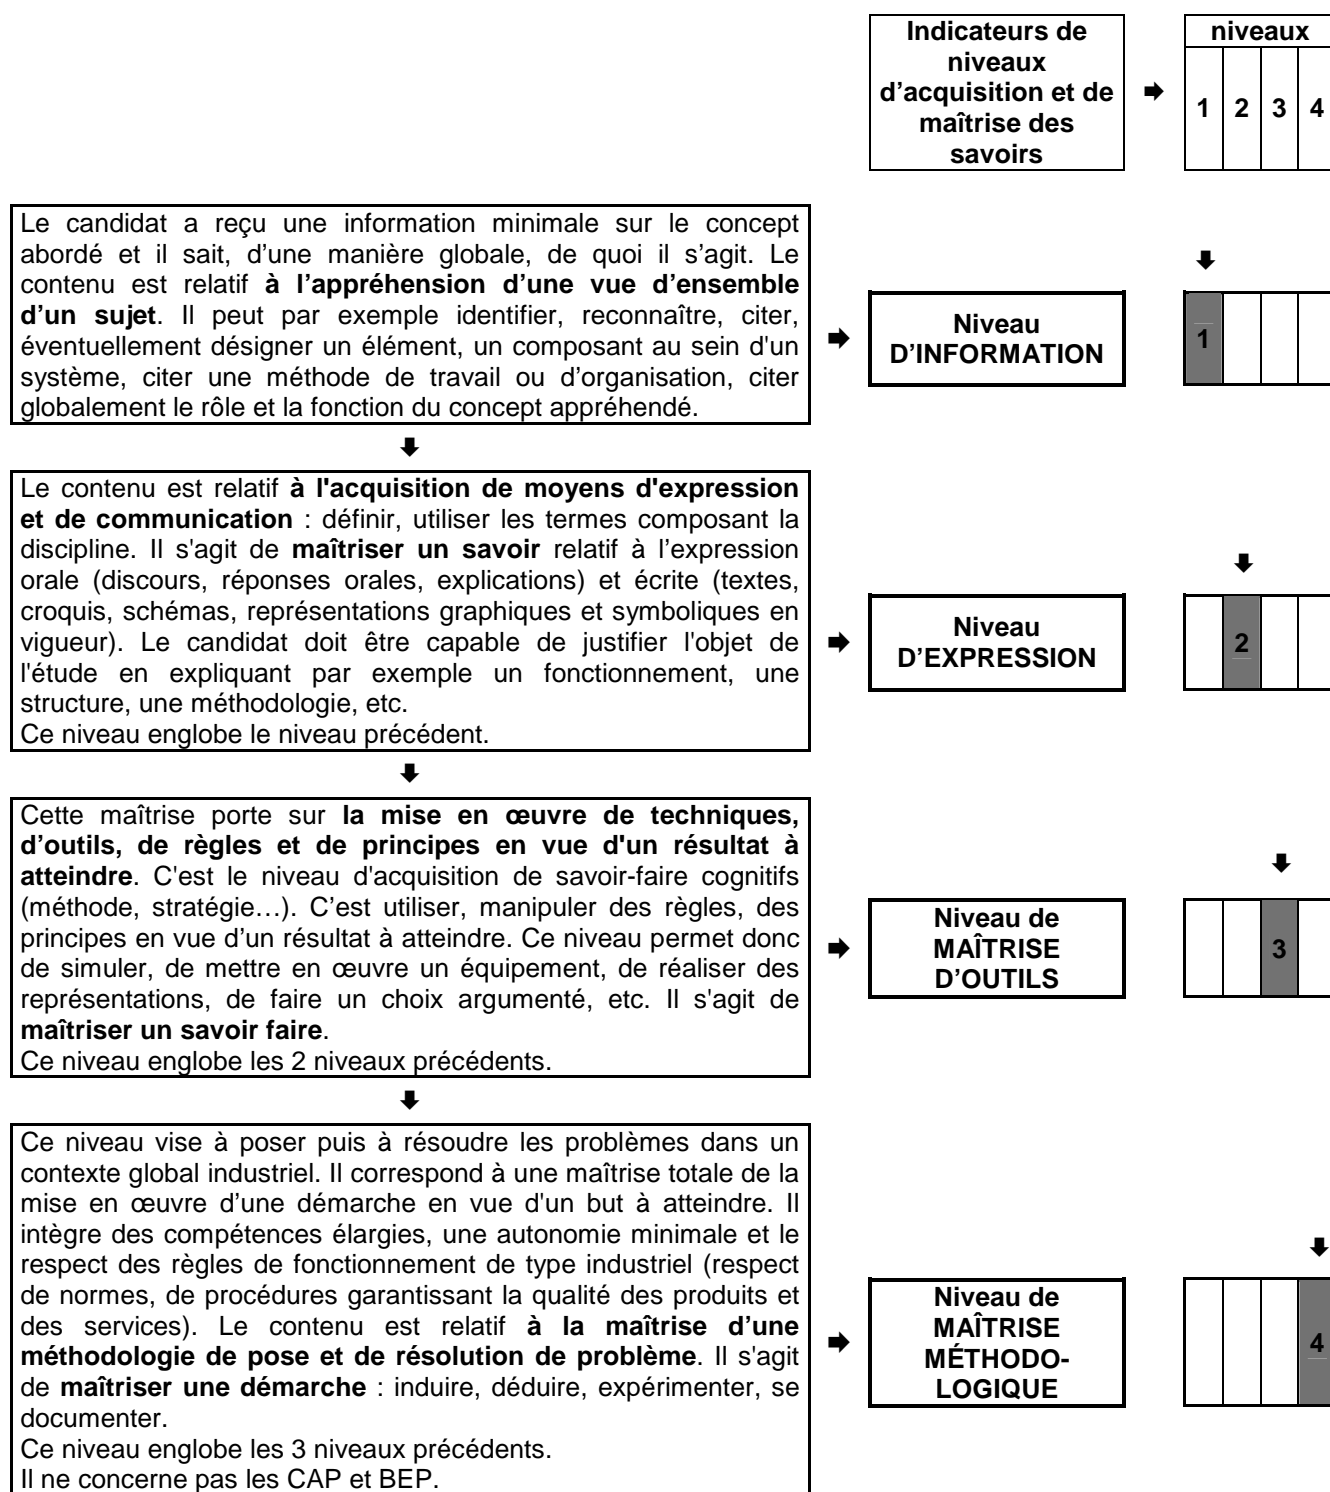 Indicateurs de
niveaux
d’acquisition et de
maîtrise des
savoirs
niveaux
1 2 3 4
Le candidat a reçu une information minimale sur le concept
abordé et il sait, d’une manière globale, de quoi il s’agit. Le
contenu est relatif à l’appréhension d’une vue d’ensemble
d’un sujet. Il peut par exemple identifier, reconnaître, citer,
éventuellement désigner un élément, un composant au sein d'un
système, citer une méthode de travail ou d’organisation, citer
globalement le rôle et la fonction du concept appréhendé.
Niveau
D’INFORMATION
1
Le contenu est relatif à l'acquisition de moyens d'expression
et de communication : définir, utiliser les termes composant la
discipline. Il s'agit de maîtriser un savoir relatif à l’expression
orale (discours, réponses orales, explications) et écrite (textes,
croquis, schémas, représentations graphiques et symboliques en
vigueur). Le candidat doit être capable de justifier l'objet de
l'étude en expliquant par exemple un fonctionnement, une
structure, une méthodologie, etc.
Ce niveau englobe le niveau précédent.
Niveau
D’EXPRESSION
2
Cette maîtrise porte sur la mise en œuvre de techniques,
d’outils, de règles et de principes en vue d'un résultat à
atteindre. C'est le niveau d'acquisition de savoir-faire cognitifs
(méthode, stratégie…). C’est utiliser, manipuler des règles, des
principes en vue d’un résultat à atteindre. Ce niveau permet donc
de simuler, de mettre en œuvre un équipement, de réaliser des
représentations, de faire un choix argumenté, etc. Il s'agit de
maîtriser un savoir faire.
Ce niveau englobe les 2 niveaux précédents.
Niveau de
MAÎTRISE
D’OUTILS
3
Ce niveau vise à poser puis à résoudre les problèmes dans un
contexte global industriel. Il correspond à une maîtrise totale de la
mise en œuvre d’une démarche en vue d'un but à atteindre. Il
intègre des compétences élargies, une autonomie minimale et le
respect des règles de fonctionnement de type industriel (respect
de normes, de procédures garantissant la qualité des produits et
des services). Le contenu est relatif à la maîtrise d’une
méthodologie de pose et de résolution de problème. Il s'agit
de maîtriser une démarche : induire, déduire, expérimenter, se
documenter.
Ce niveau englobe les 3 niveaux précédents.
Il ne concerne pas les CAP et BEP.
Niveau de
MAÎTRISE
MÉTHODO-
LOGIQUE
4